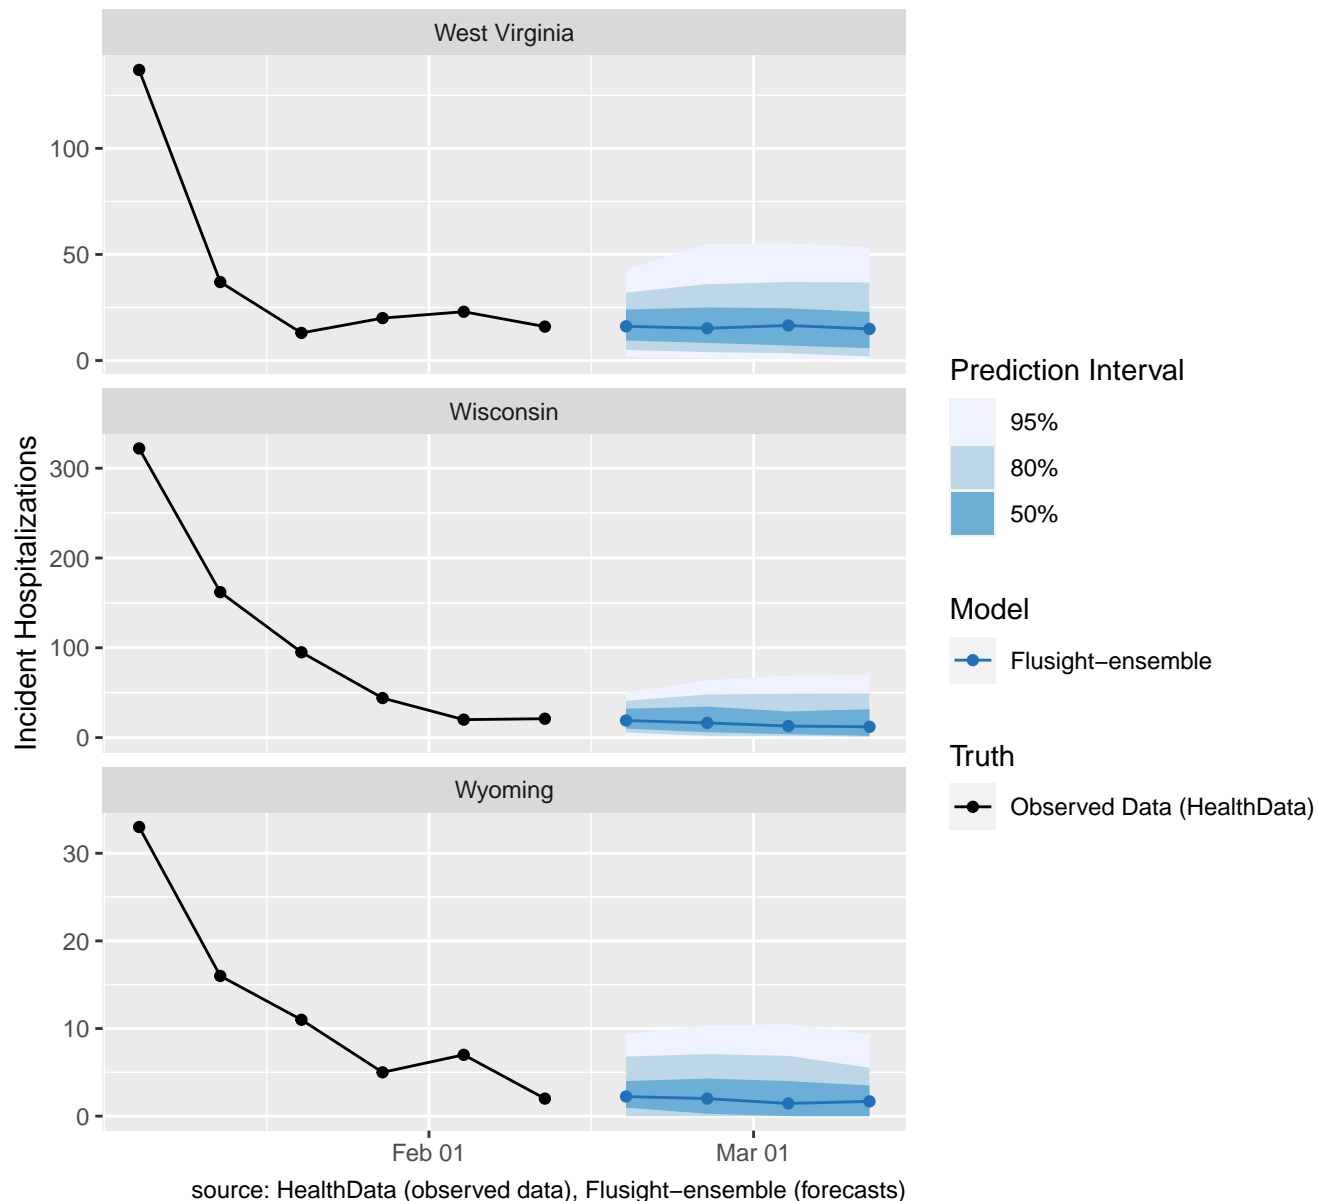 West Virginia
100
50
0
Wisconsin
300
200
100
0
Wyoming
30
20
10
0
Incident Hospitalizations
Feb 01
Mar 01
source: HealthData (observed data), Flusight−ensemble (forecasts)
Prediction Interval
95%
80%
50%
Model
Flusight−ensemble
Truth
Observed Data (HealthData)